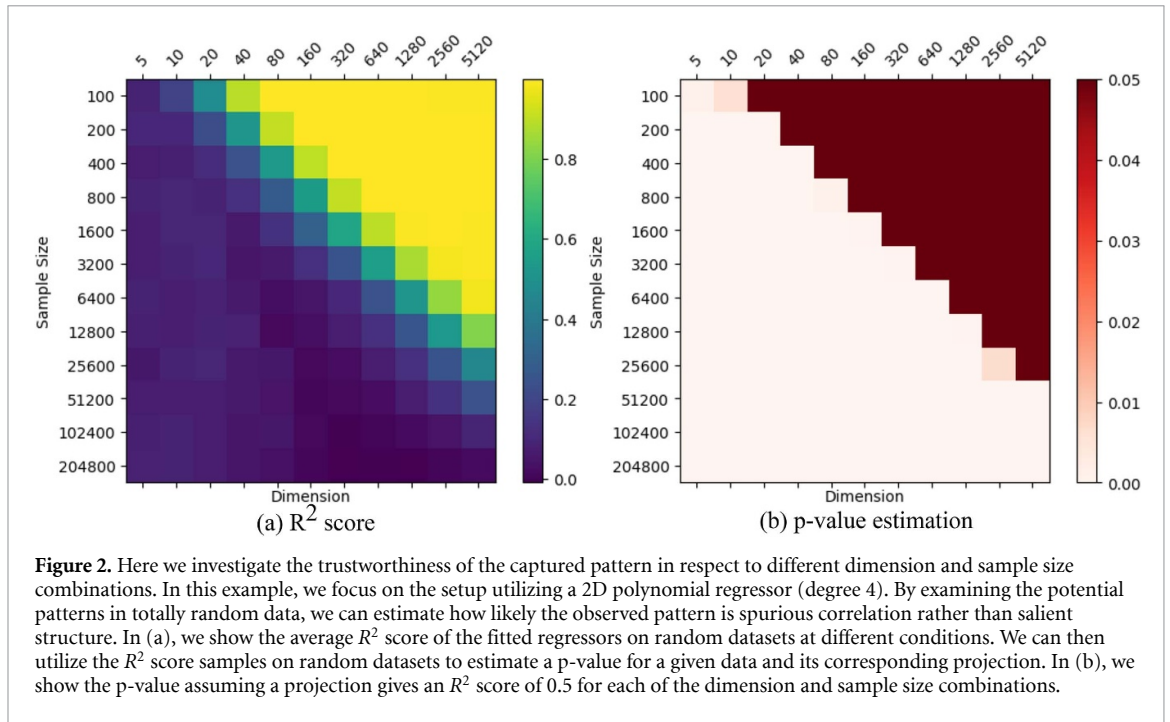 5 10 20 40 80 160 320 640 1280 2560 5120
100
200
400
800
1600
3200
6400
12800
25600
51200
102400
204800
Sample Size
Dimension
0.8
0.6
0.4
0.2
0.0
(a) R² score
5 10 20 40 80 160 320 640 1280 2560 5120
100
200
400
800
1600
3200
6400
12800
25600
51200
102400
204800
Sample Size
Dimension
0.05
0.04
0.03
0.02
0.01
0.00
(b) p-value estimation
Figure 2. Here we investigate the trustworthiness of the captured pattern in respect to different dimension and sample size
combinations. In this example, we focus on the setup utilizing a 2D polynomial regressor (degree 4). By examining the potential
patterns in totally random data, we can estimate how likely the observed pattern is spurious correlation rather than salient
structure. In (a), we show the average R² score of the fitted regressors on random datasets at different conditions. We can then
utilize the R² score samples on random datasets to estimate a p-value for a given data and its corresponding projection. In (b), we
show the p-value assuming a projection gives an R² score of 0.5 for each of the dimension and sample size combinations.